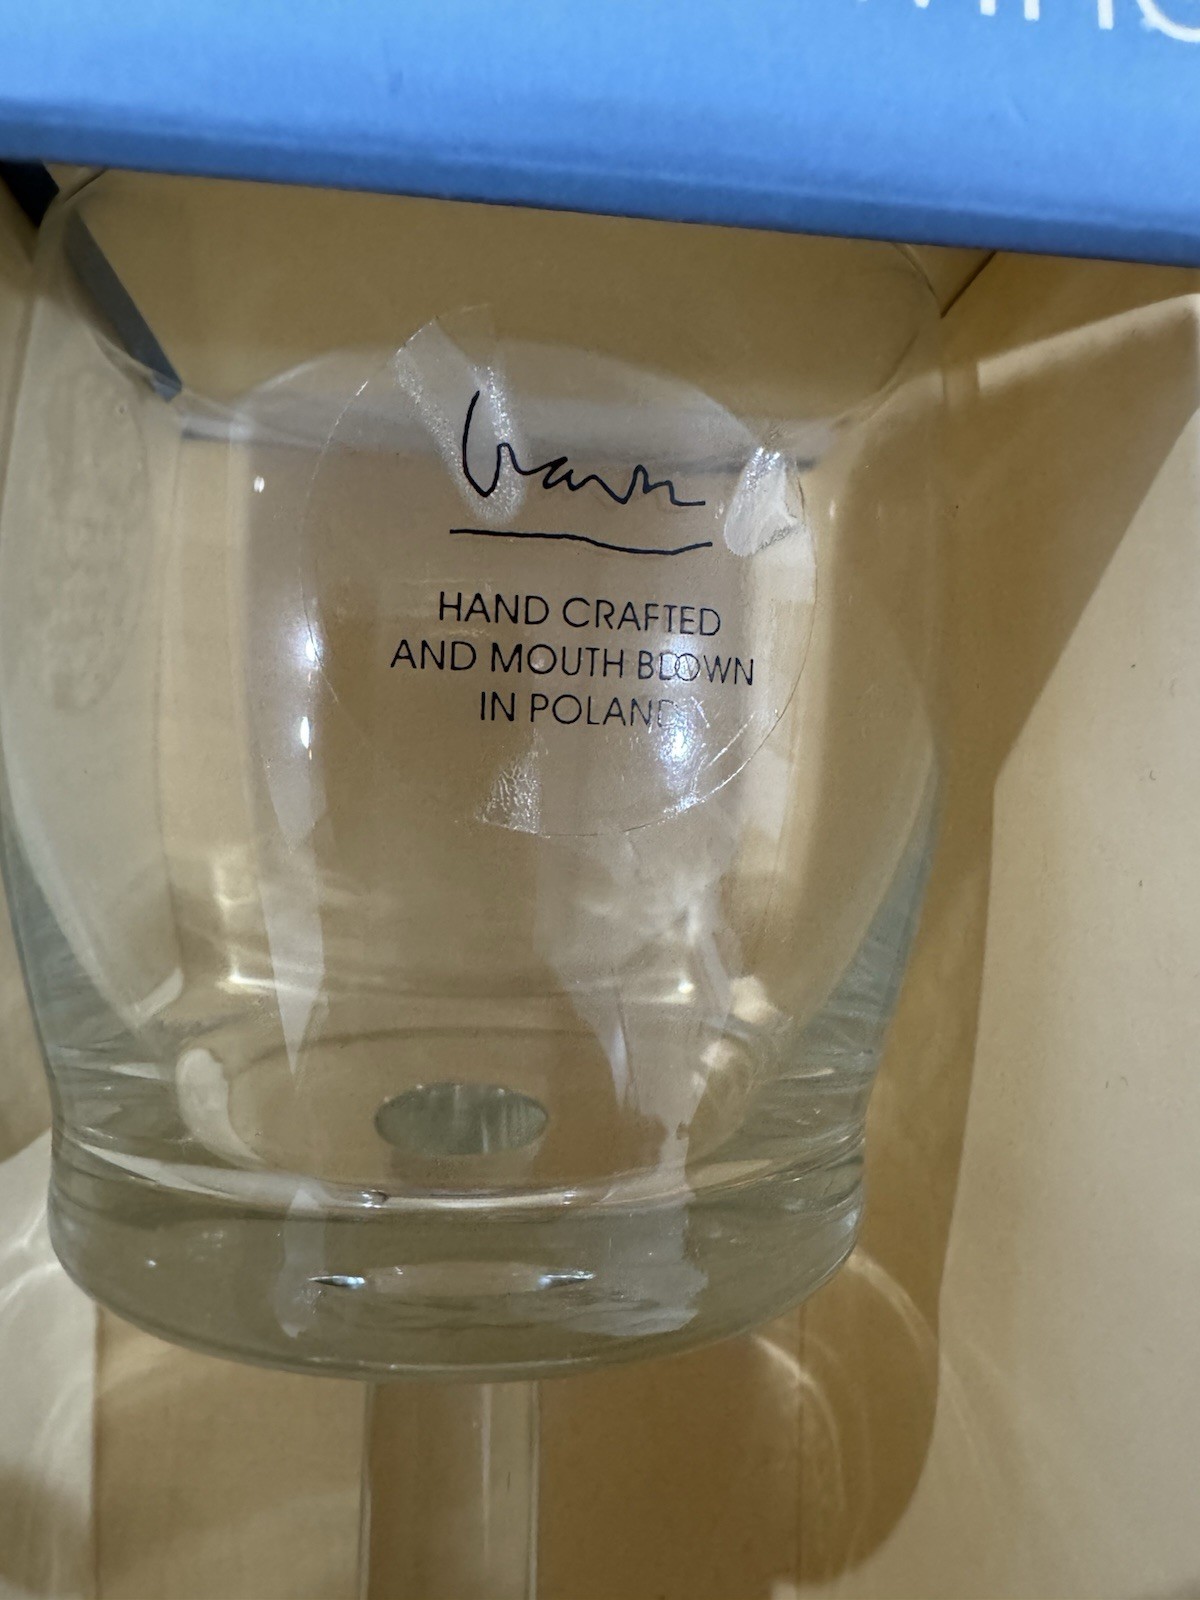 HAND CRAFTED
AND MOUTH BLOWN
IN POLAND